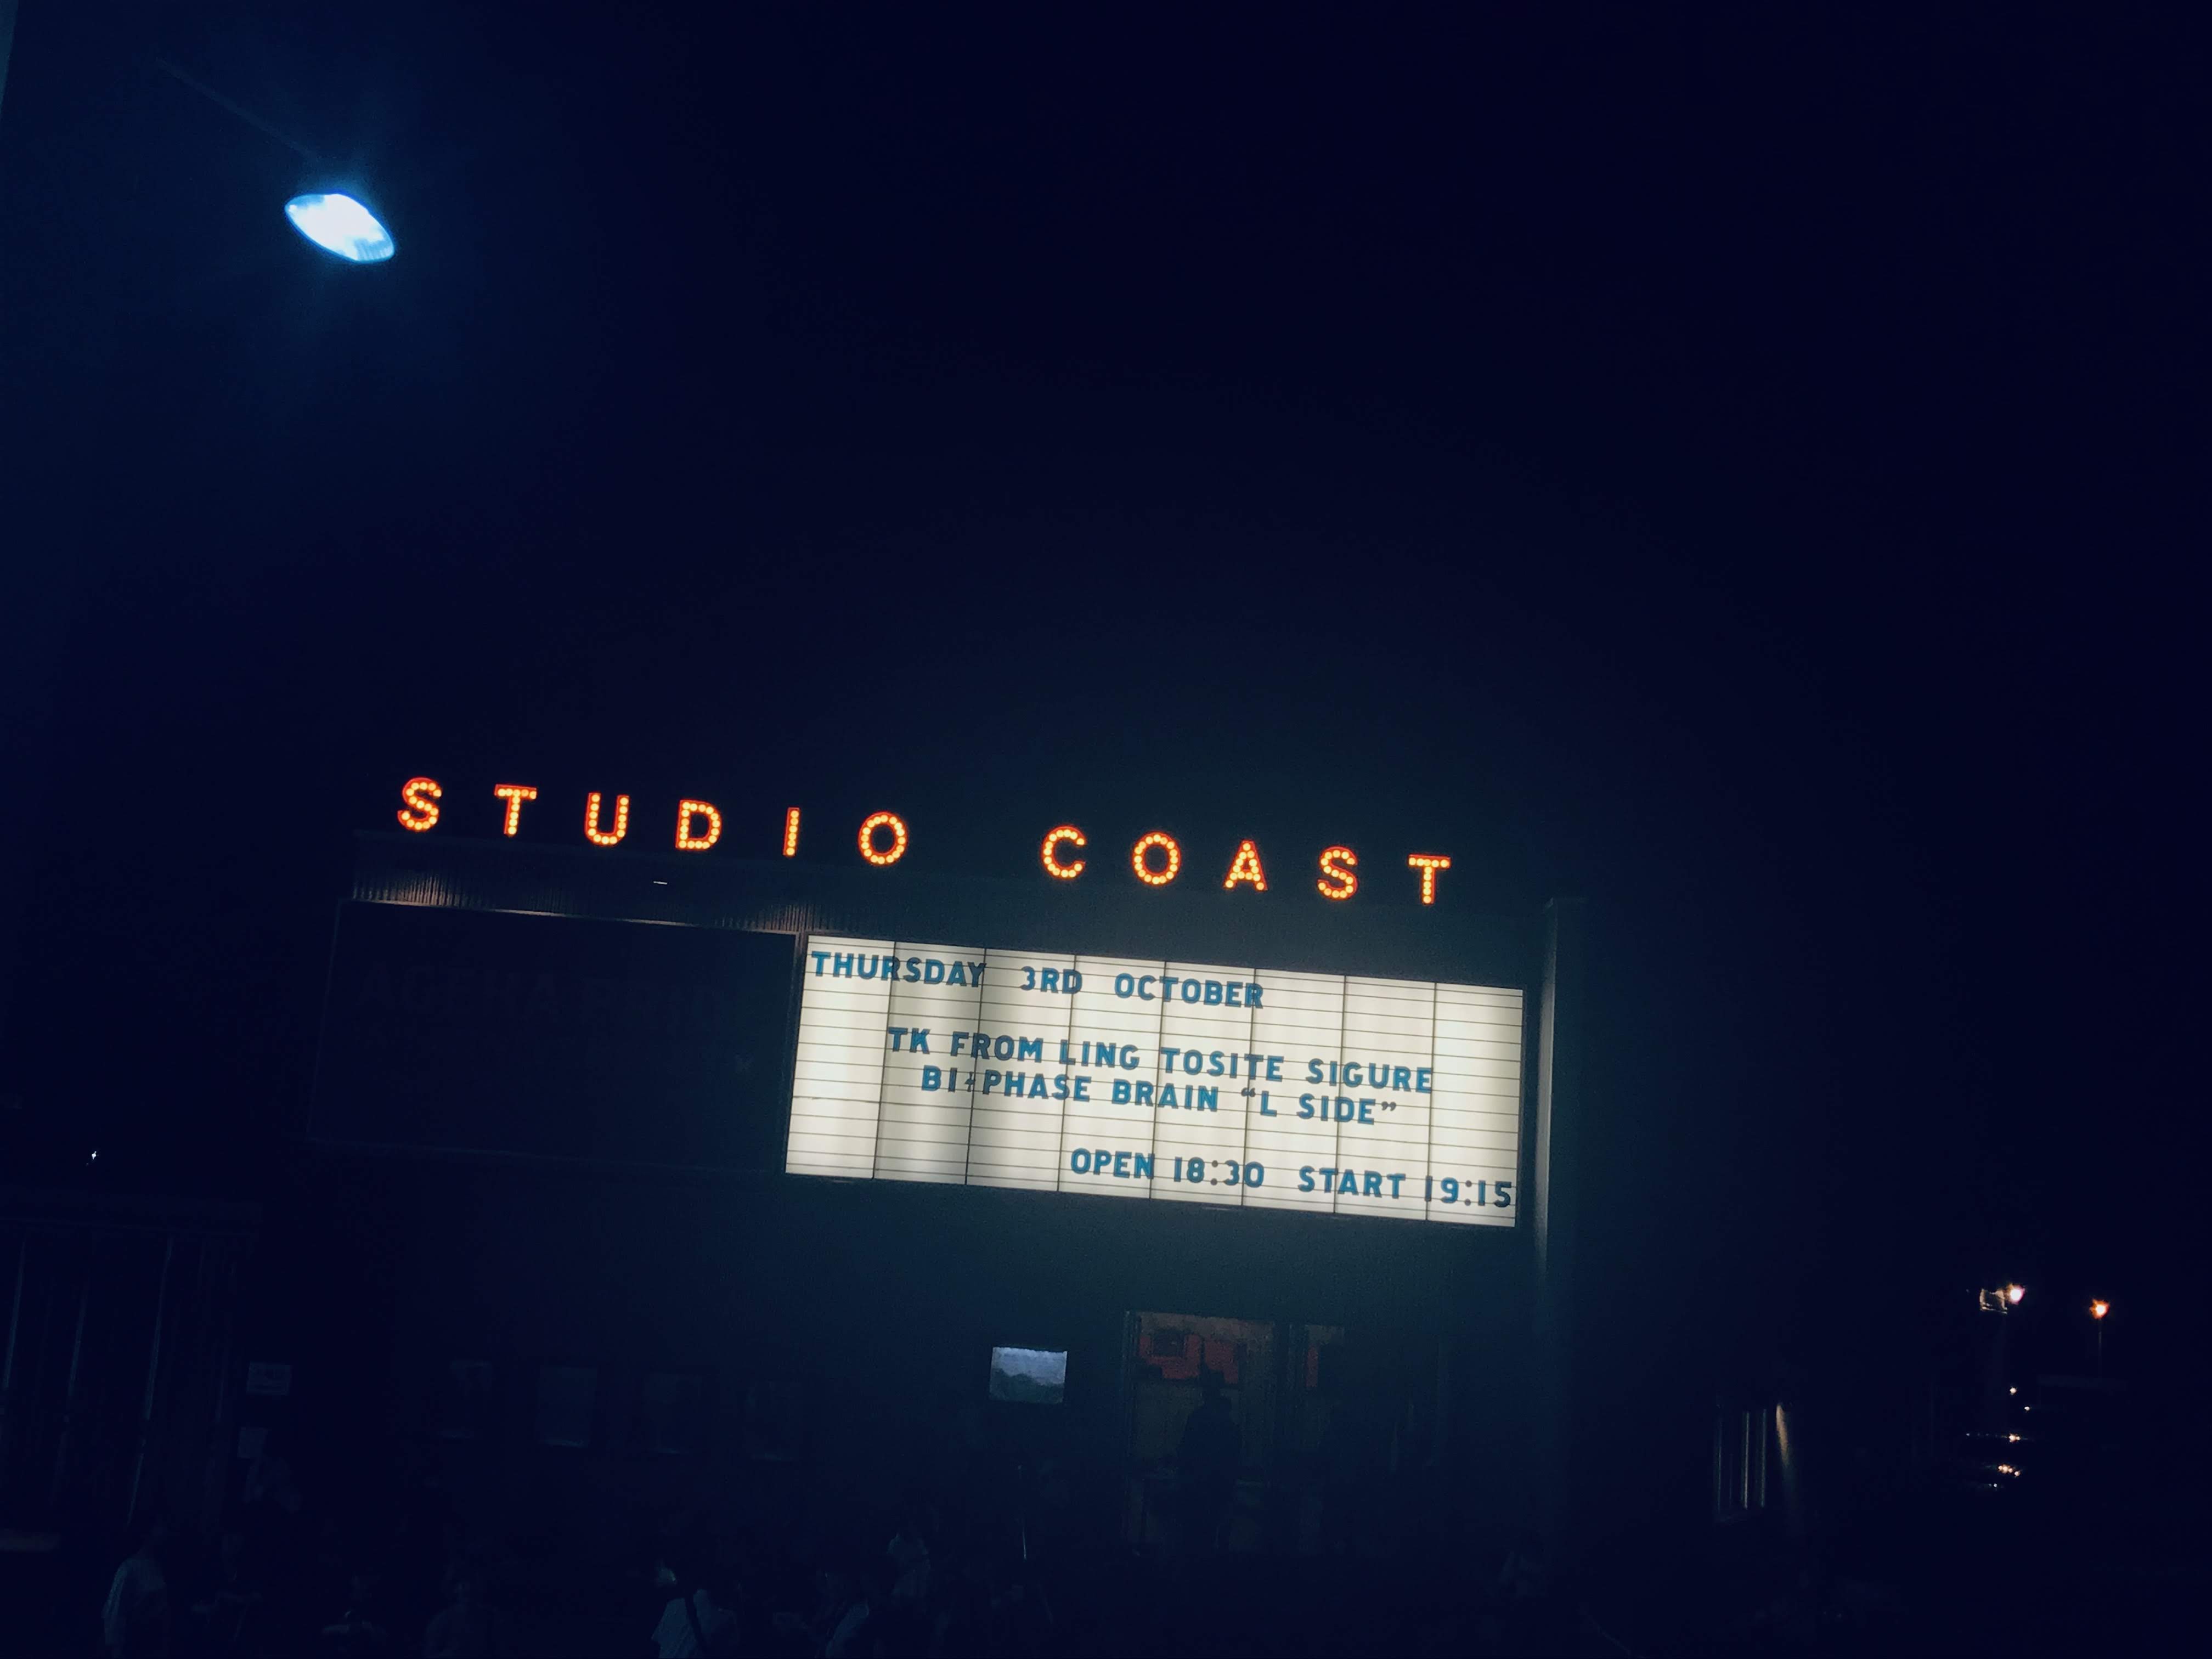 STUDIO COAST
THURSDAY 3RD OCTOBER
TK FROM LING TOSITE SIGURE
BI-PHASE BRAIN “L SIDE”
OPEN 18:30 START 19:15